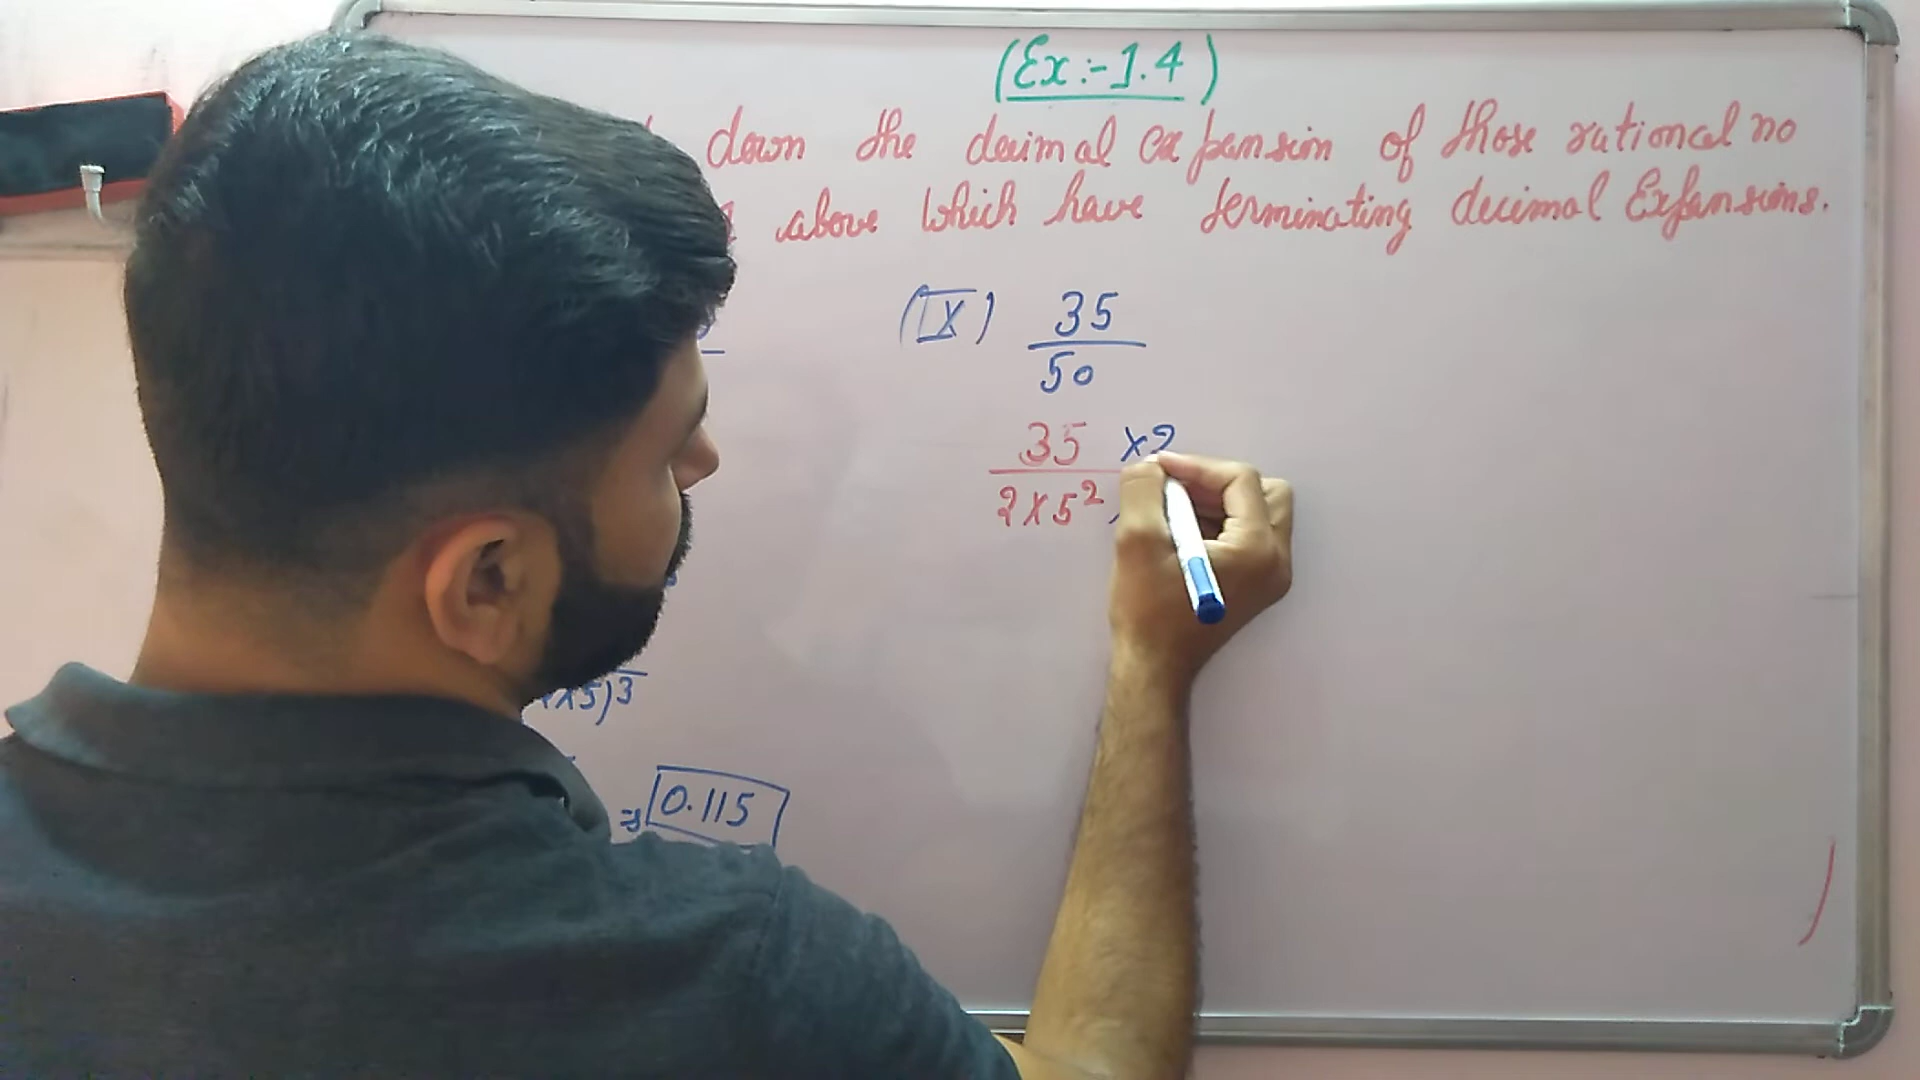 (Ex:-1.4)
down the decimal expansion of those rational no
above which have terminating decimal Expansions.
(IX) 35
50
35 ×2
2×5²
×5)³
⇒ 0.115